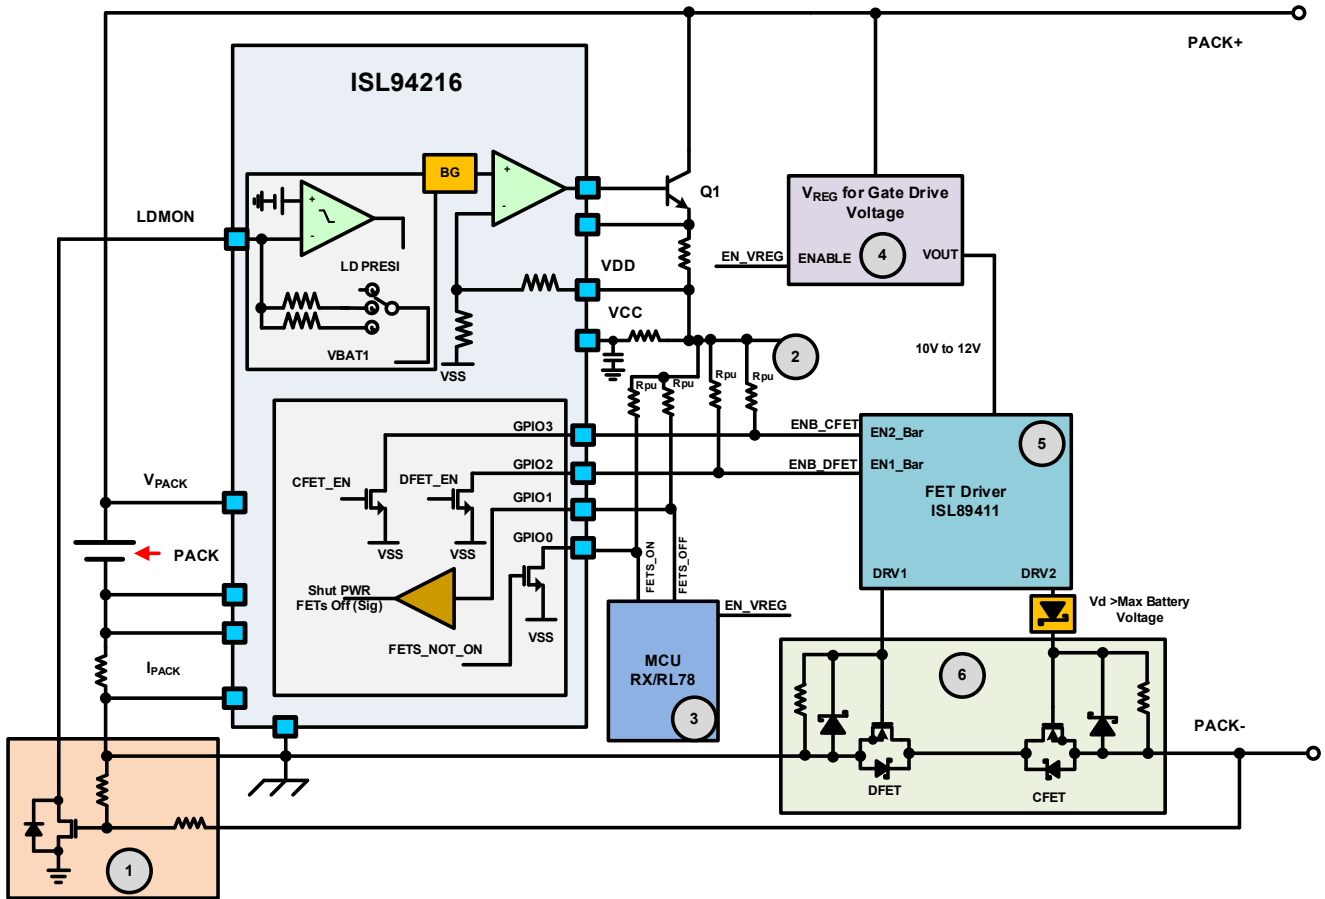 PACK+
ISL94216
BG
+
-
Q1
LDMON
+
-
LD PRESI
VBAT1
VSS
VDD
VCC
VREG for Gate Drive
Voltage
EN_VREG
ENABLE
4
VOUT
10V to 12V
2
Rpu
Rpu
Rpu
Rpu
GPIO3
ENB_CFET
EN2_Bar
5
GPIO2
ENB_DFET
EN1_Bar
CFET_EN
DFET_EN
GPIO1
FET Driver
ISL89411
VPACK
PACK
VSS
VSS
GPIO0
Shut PWR
FETs Off (Sig)
FETS_NOT_ON
VSS
FETS_ON
FETS_OFF
EN_VREG
MCU
RX/RL78
3
DRV1
DRV2
Vd >Max Battery
Voltage
IPACK
6
PACK-
DFET
CFET
1